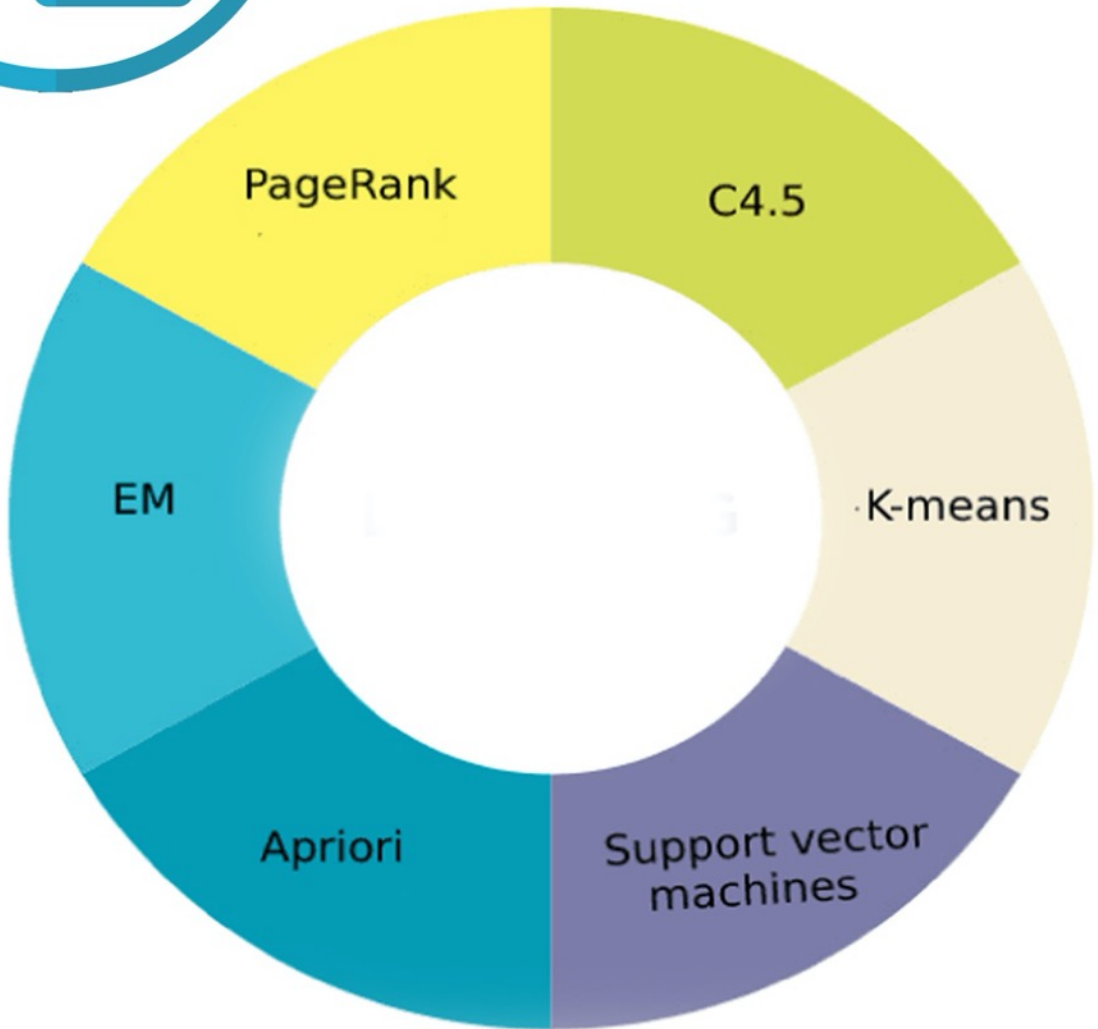 PageRank
C4.5
EM
K-means
Apriori
Support vector
machines